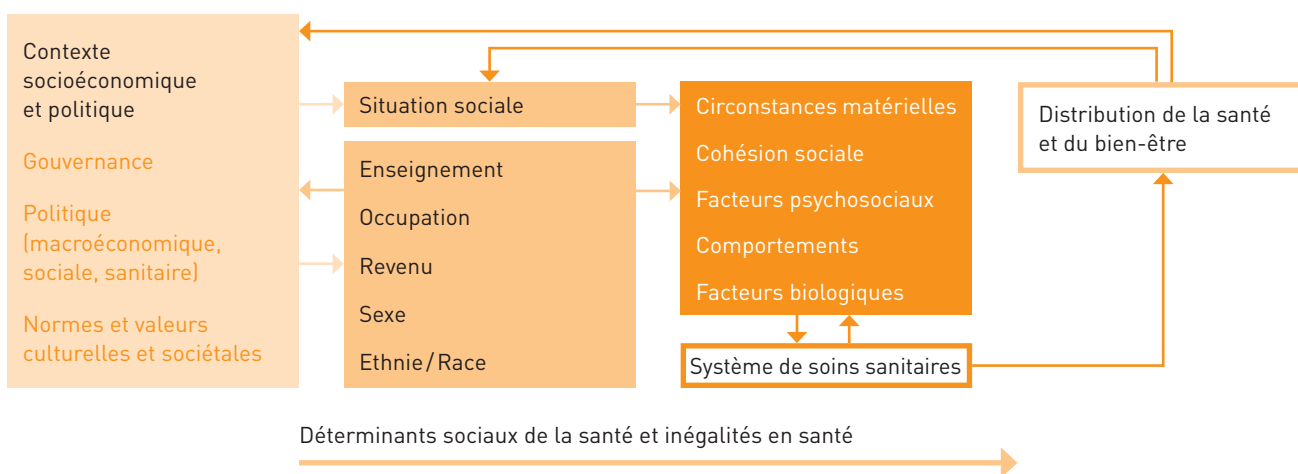 Contexte
socioéconomique
et politique
Gouvernance
Politique
(macroéconomique,
sociale, sanitaire)
Normes et valeurs
culturelles et sociétales
Situation sociale
Enseignement
Occupation
Revenu
Sexe
Ethnie / Race
Circonstances matérielles
Cohésion sociale
Facteurs psychosociaux
Comportements
Facteurs biologiques
Système de soins sanitaires
Distribution de la santé
et du bien-être
Déterminants sociaux de la santé et inégalités en santé